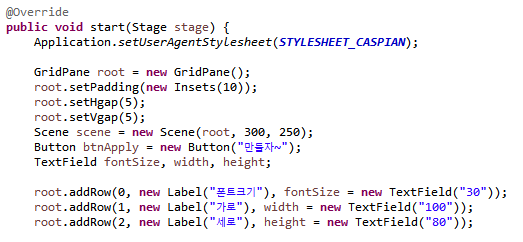 @Override
public void start(Stage stage) {
Application.setUserAgentStylesheet(STYLESHEET_CASPIAN);
GridPane root = new GridPane();
root.setPadding(new Insets(10));
root.setHgap(5);
root.setVgap(5);
Scene scene = new Scene(root, 300, 250);
Button btnApply = new Button("만들자~");
TextField fontSize, width, height;
root.addRow(0, new Label("폰트크기"), fontSize = new TextField("30"));
root.addRow(1, new Label("가로"), width = new TextField("100"));
root.addRow(2, new Label("세로"), height = new TextField("80"));